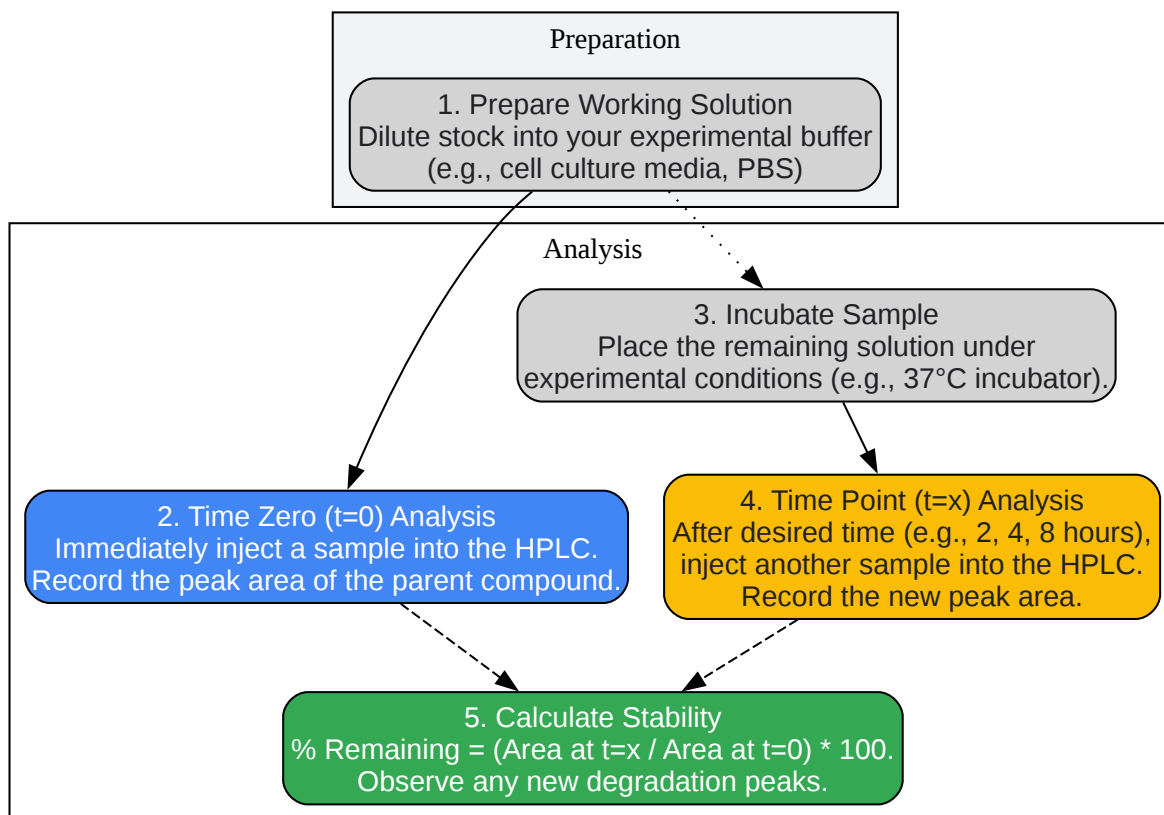 Preparation
1. Prepare Working Solution
Dilute stock into your experimental buffer
(e.g., cell culture media, PBS)
Analysis
3. Incubate Sample
Place the remaining solution under
experimental conditions (e.g., 37°C incubator).
2. Time Zero (t=0) Analysis
Immediately inject a sample into the HPLC.
Record the peak area of the parent compound.
4. Time Point (t=x) Analysis
After desired time (e.g., 2, 4, 8 hours),
inject another sample into the HPLC.
Record the new peak area.
5. Calculate Stability
% Remaining = (Area at t=x / Area at t=0) * 100.
Observe any new degradation peaks.